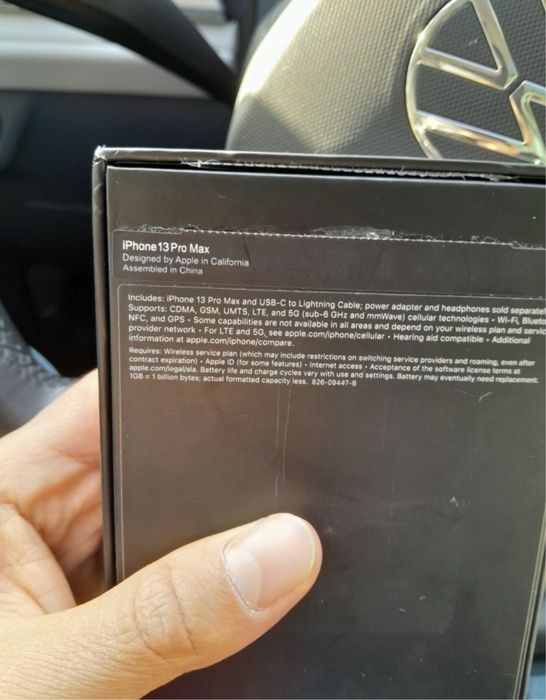 iPhone 13 Pro Max
Designed by Apple in California
Assembled in China
Includes: iPhone 13 Pro Max and USB-C to Lightning Cable; power adapter and headphones sold separatel
Supports: CDMA, GSM, UMTS, LTE, and 5G (sub-6 GHz and mmWave) cellular technologies • Wi-Fi, Blueto
NFC, and GPS • Some capabilities are not available in all areas and depend on your wireless plan and servic
provider network • For LTE and 5G, see apple.com/iphone/cellular • Hearing aid compatible • Additional
information at apple.com/iphone/compare.
Requires: Wireless service plan (which may include restrictions on switching service providers and roaming, even after
contract expiration) • Apple ID (for some features) • Internet access • Acceptance of the software license terms at
apple.com/legal/sla. Battery life and charge cycles vary with use and settings. Battery may eventually need replacement.
1GB = 1 billion bytes; actual formatted capacity less. 826-09447-B